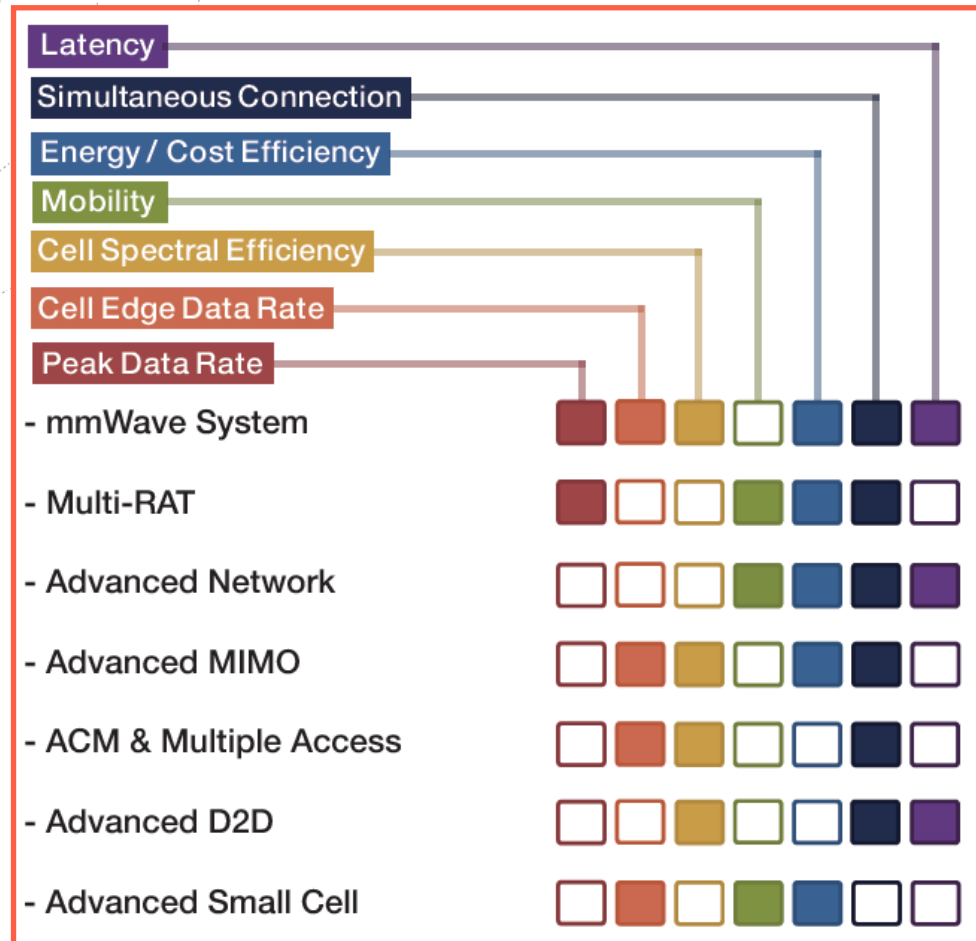 Latency
Simultaneous Connection
Energy / Cost Efficiency
Mobility
Cell Spectral Efficiency
Cell Edge Data Rate
Peak Data Rate
- mmWave System
- Multi-RAT
- Advanced Network
- Advanced MIMO
- ACM & Multiple Access
- Advanced D2D
- Advanced Small Cell